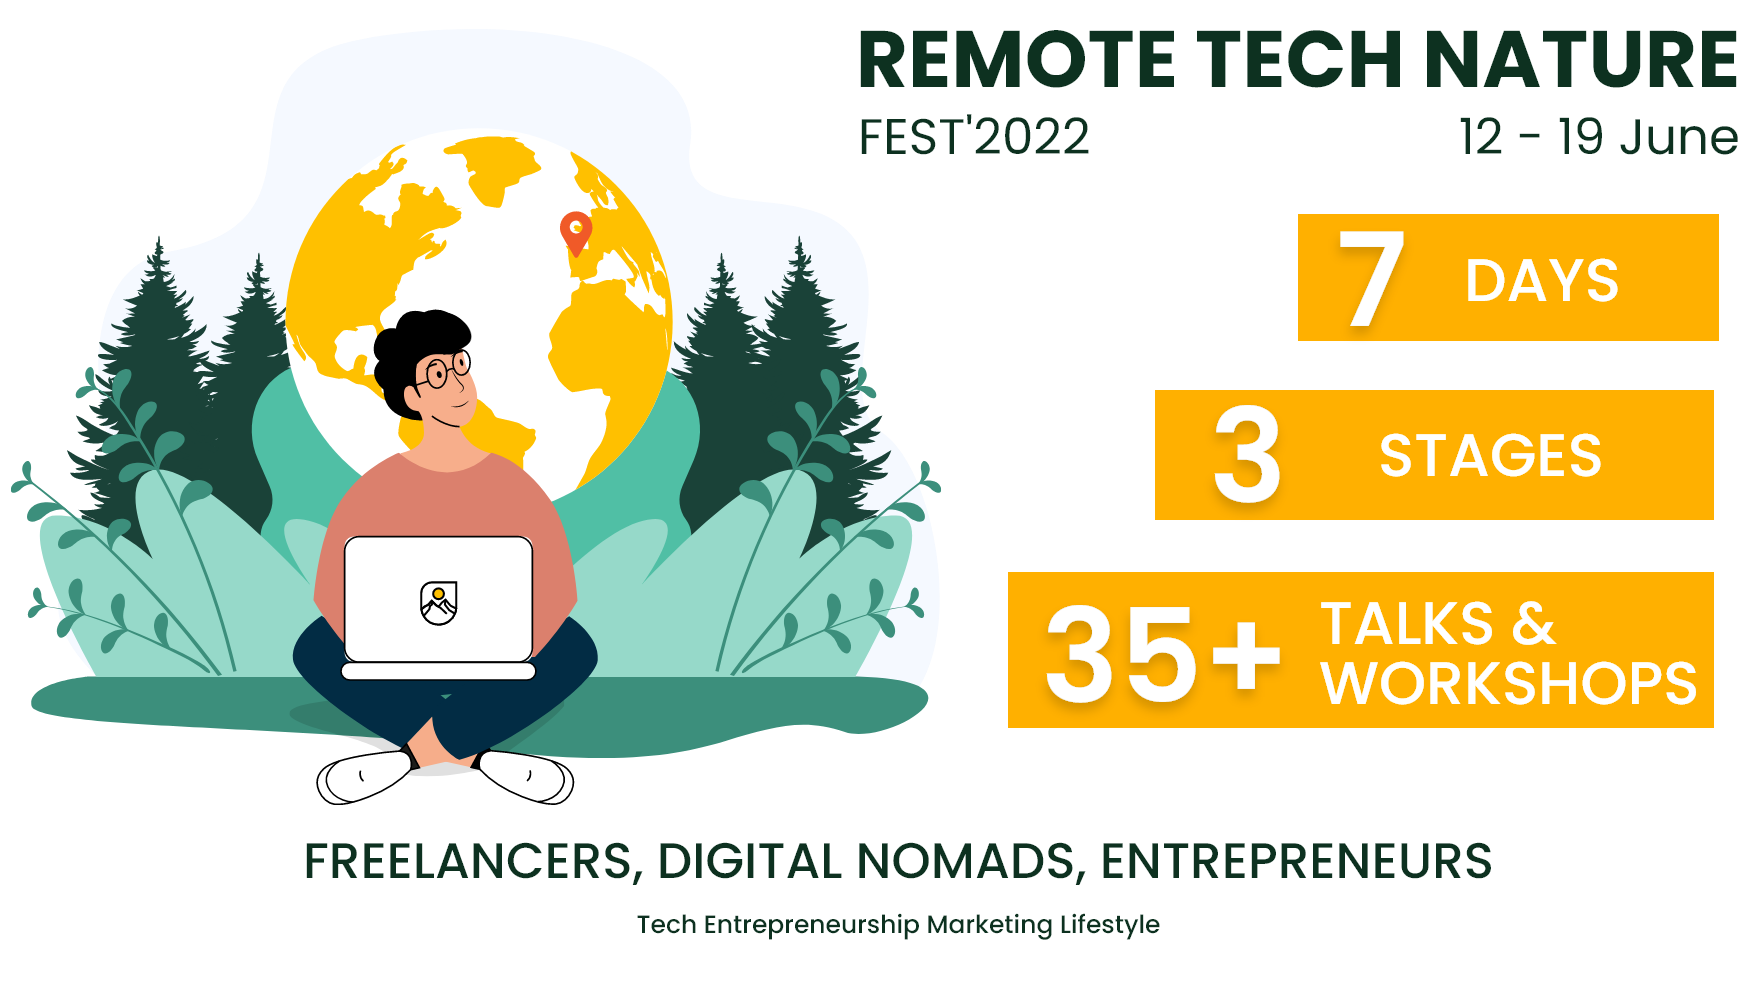 REMOTE TECH NATURE
FEST'2022
12 - 19 June
7 DAYS
3 STAGES
35+ TALKS &
WORKSHOPS
FREELANCERS, DIGITAL NOMADS, ENTREPRENEURS
Tech Entrepreneurship Marketing Lifestyle